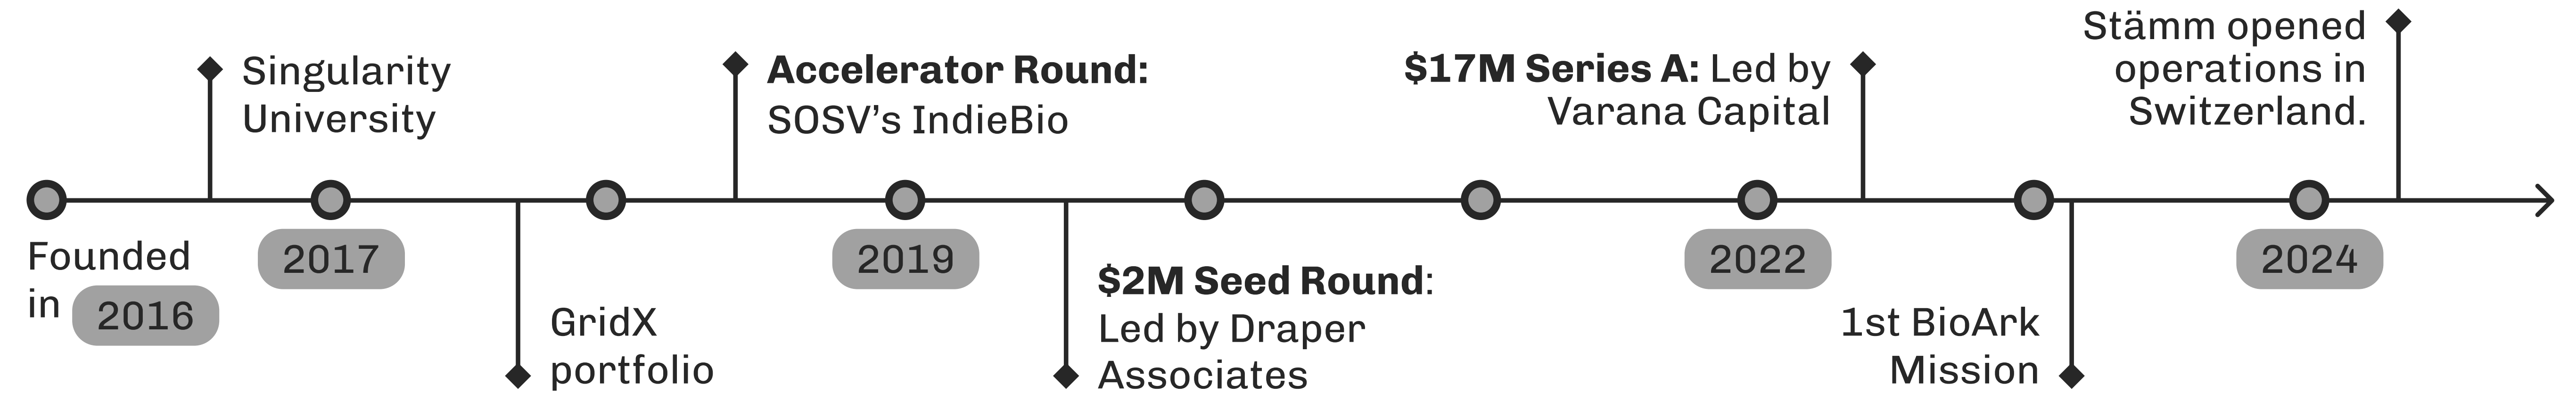 Founded
in 2016
Singularity
University
2017
GridX
portfolio
Accelerator Round:
SOSV’s IndieBio
2019
$2M Seed Round:
Led by Draper
Associates
$17M Series A: Led by
Varana Capital
2022
1st BioArk
Mission
2024
Stämm opened
operations in
Switzerland.